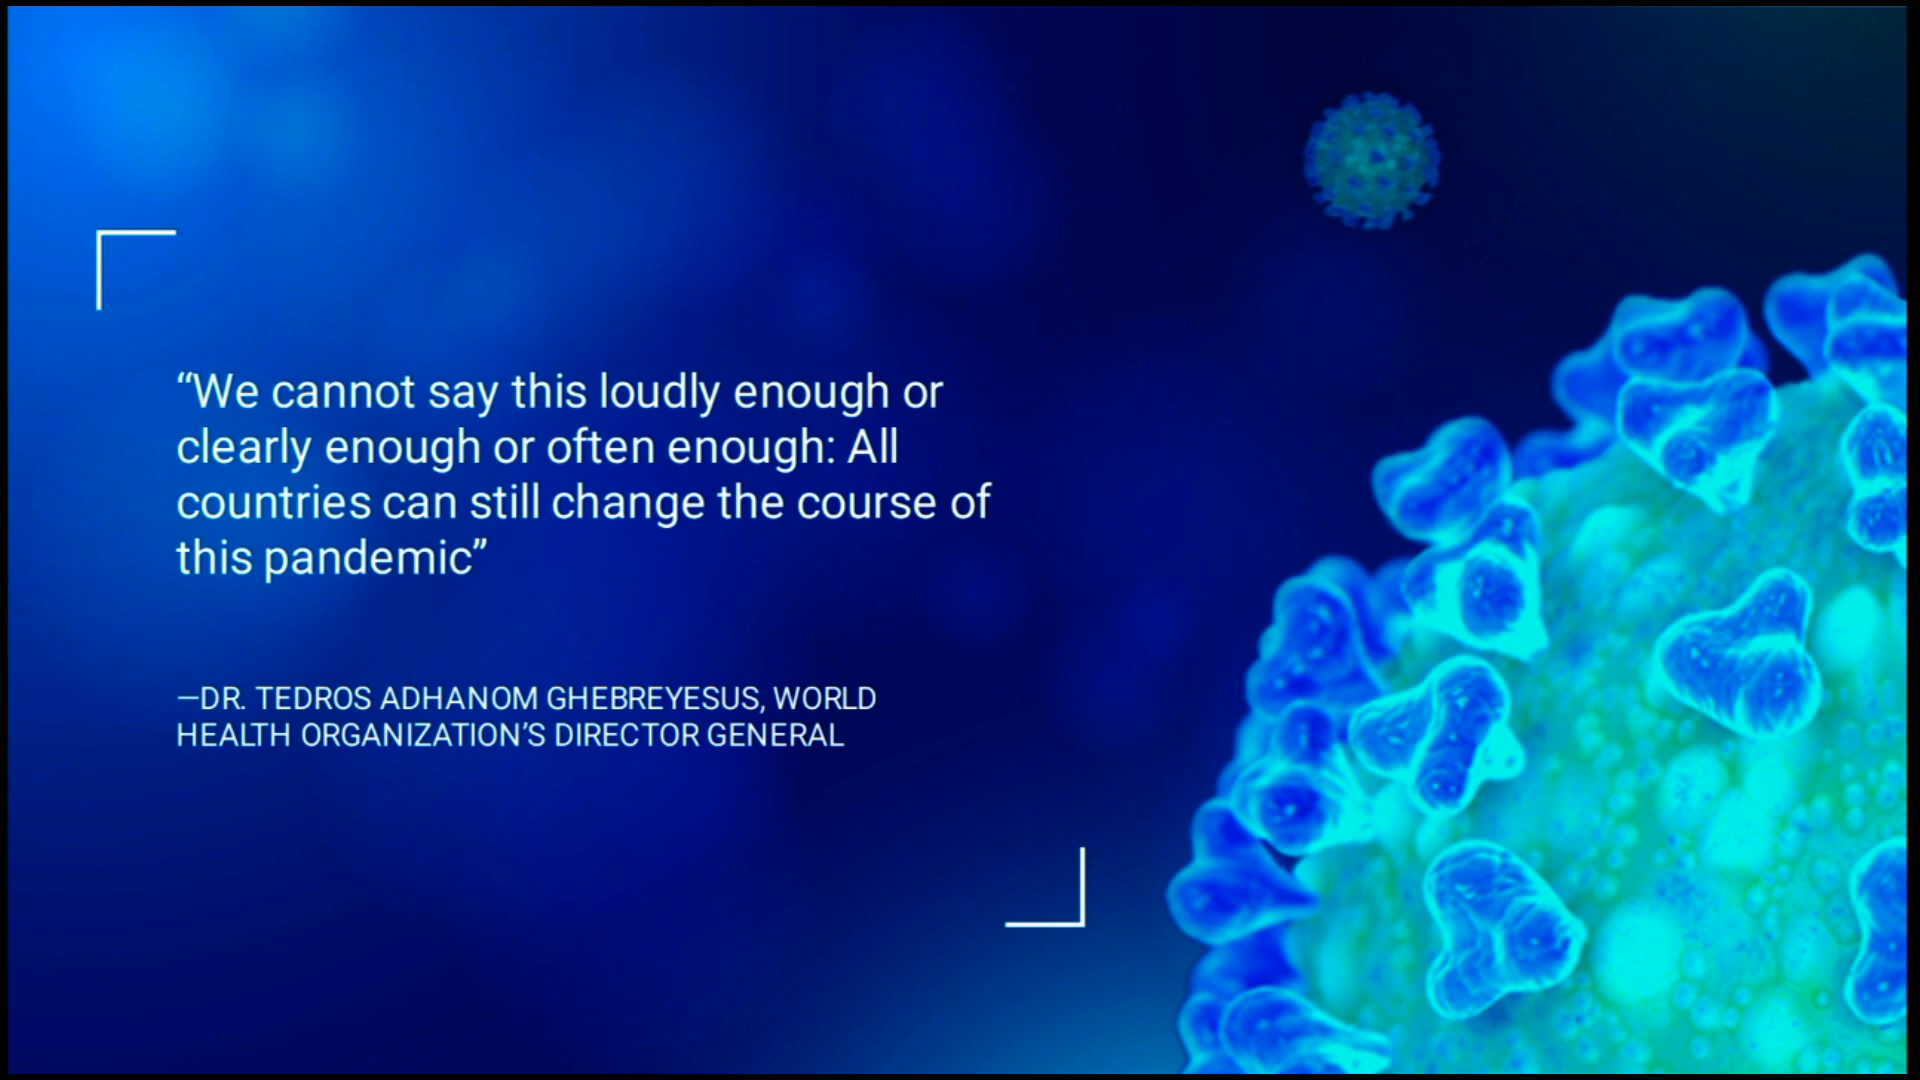 “We cannot say this loudly enough or
clearly enough or often enough: All
countries can still change the course of
this pandemic”
—DR. TEDROS ADHANOM GHEBREYESUS, WORLD
HEALTH ORGANIZATION’S DIRECTOR GENERAL